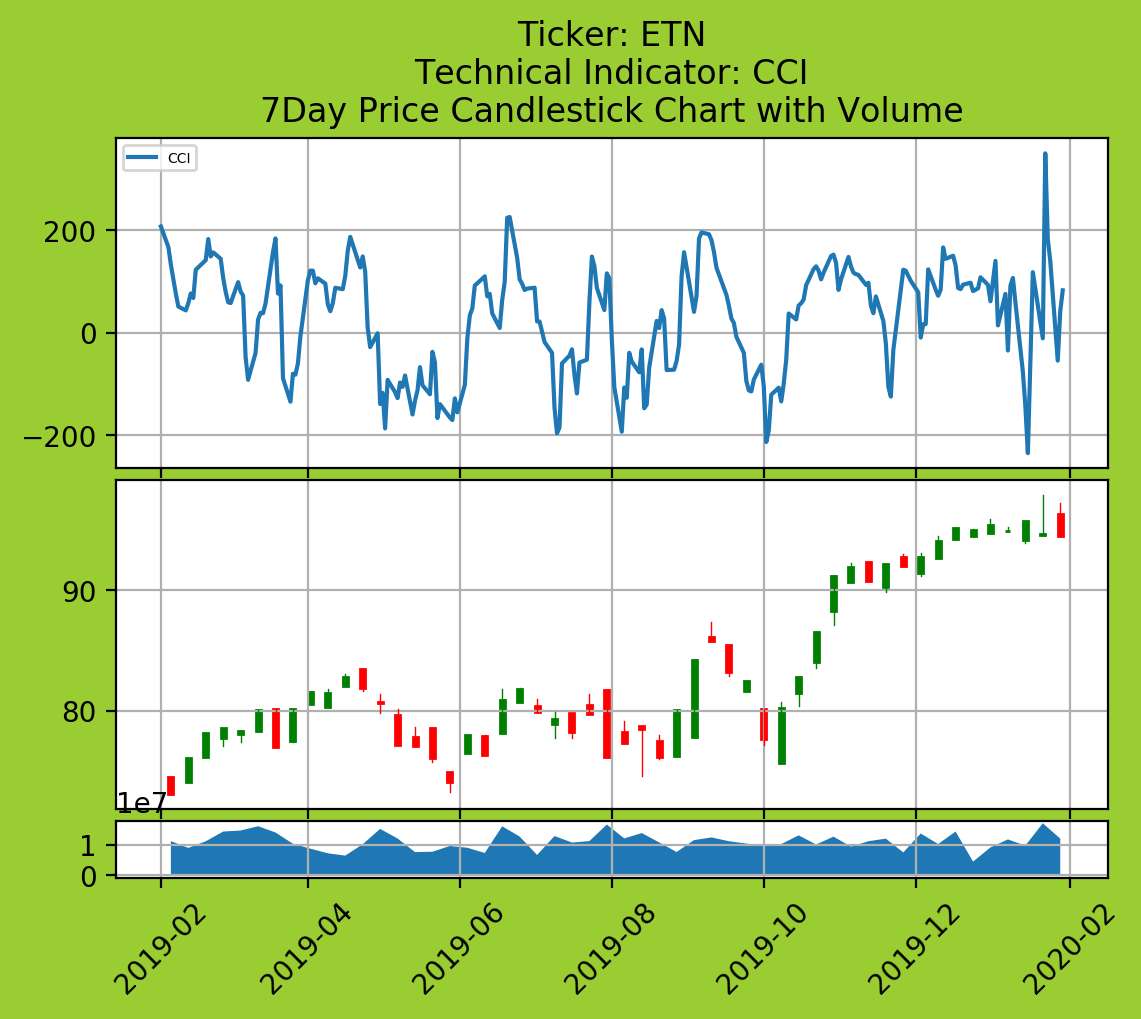 Ticker: ETN
Technical Indicator: CCI
7Day Price Candlestick Chart with Volume
CCI
200
0
−200
90
80
1e7
1
0
2019-02
2019-04
2019-06
2019-08
2019-10
2019-12
2020-02